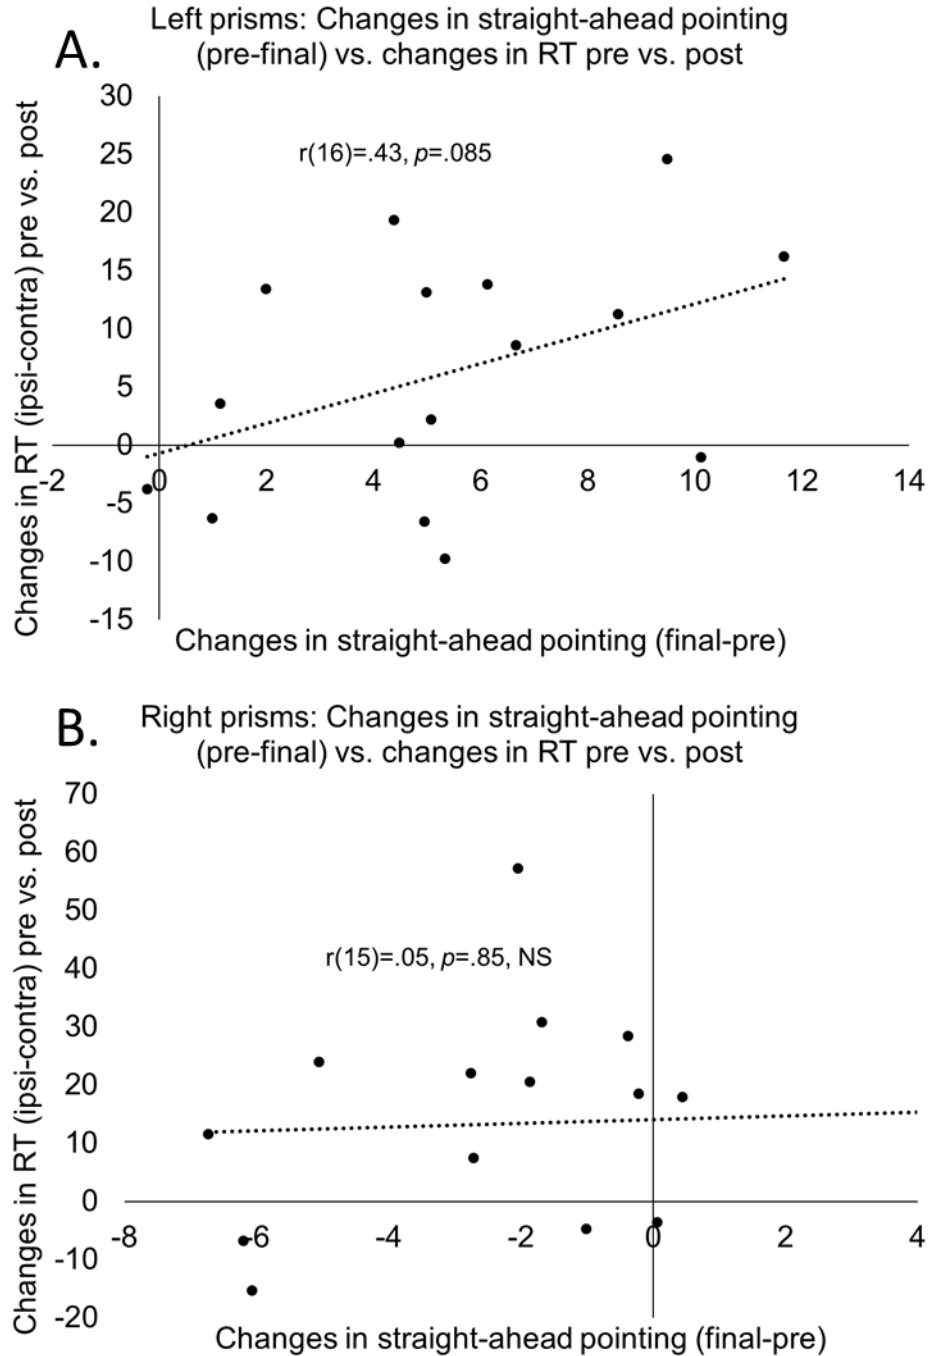 A.
Left prisms: Changes in straight-ahead pointing
(pre-final) vs. changes in RT pre vs. post
Changes in RT (ipsi-contra) pre vs. post
30
25
20
15
10
5
0
-5
-10
-15
r(16)=.43, p=.085
-2 0 2 4 6 8 10 12 14
Changes in straight-ahead pointing (final-pre)
B.
Right prisms: Changes in straight-ahead pointing
(pre-final) vs. changes in RT pre vs. post
Changes in RT (ipsi-contra) pre vs. post
70
60
50
40
30
20
10
0
-10
-20
r(15)=.05, p=.85, NS
-8 -6 -4 -2 0 2 4
Changes in straight-ahead pointing (final-pre)